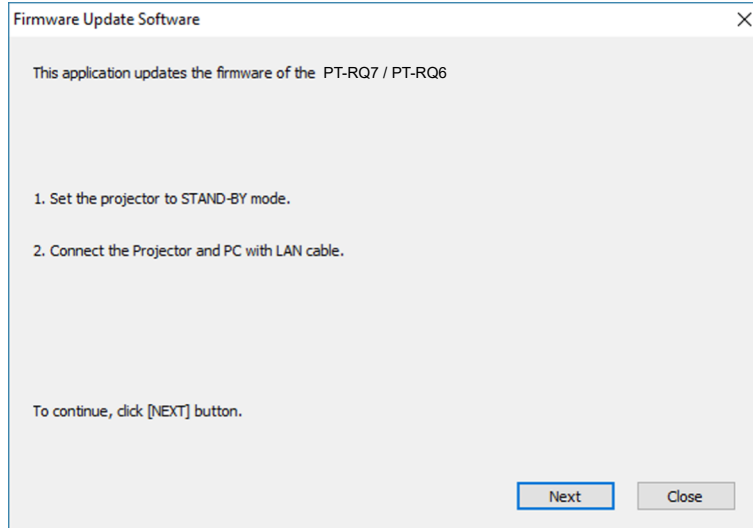 Firmware Update Software
This application updates the firmware of the PT-RQ7 / PT-RQ6
1. Set the projector to STAND-BY mode.
2. Connect the Projector and PC with LAN cable.
To continue, click [NEXT] button.
Next Close